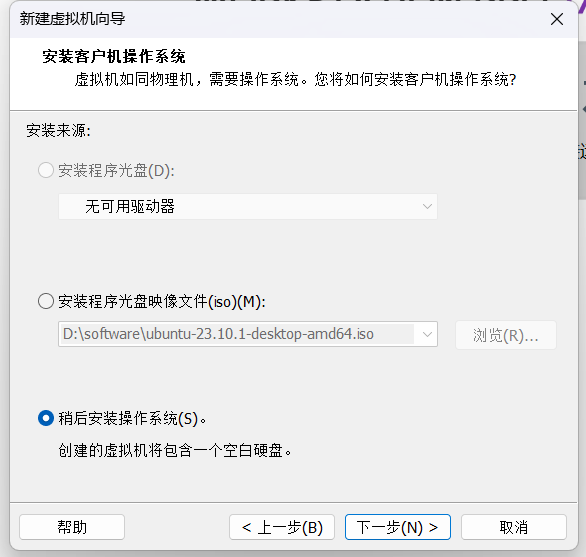 新建虚拟机向导
安装客户机操作系统
虚拟机如同物理机，需要操作系统。您将如何安装客户机操作系统?
安装来源:
安装程序光盘(D):
无可用驱动器
安装程序光盘映像文件(iso)(M):
D:\software\ubuntu-23.10.1-desktop-amd64.iso
浏览(R)...
稍后安装操作系统(S)。
创建的虚拟机将包含一个空白硬盘。
帮助
< 上一步(B)
下一步(N) >
取消